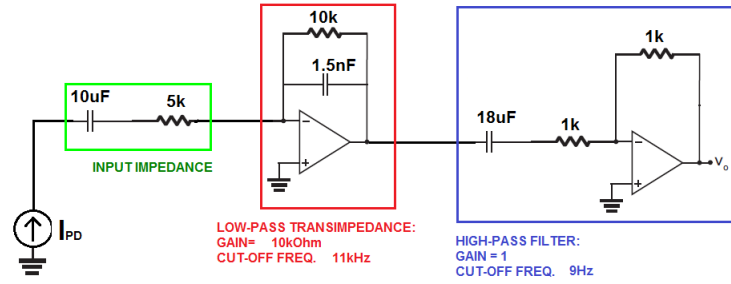 10k
1k
1.5nF
10uF
5k
18uF
1k
INPUT IMPEDANCE
Vo
IPD
LOW-PASS TRANSIMPEDANCE:
GAIN= 10kOhm
CUT-OFF FREQ. 11kHz
HIGH-PASS FILTER:
GAIN = 1
CUT-OFF FREQ. 9Hz